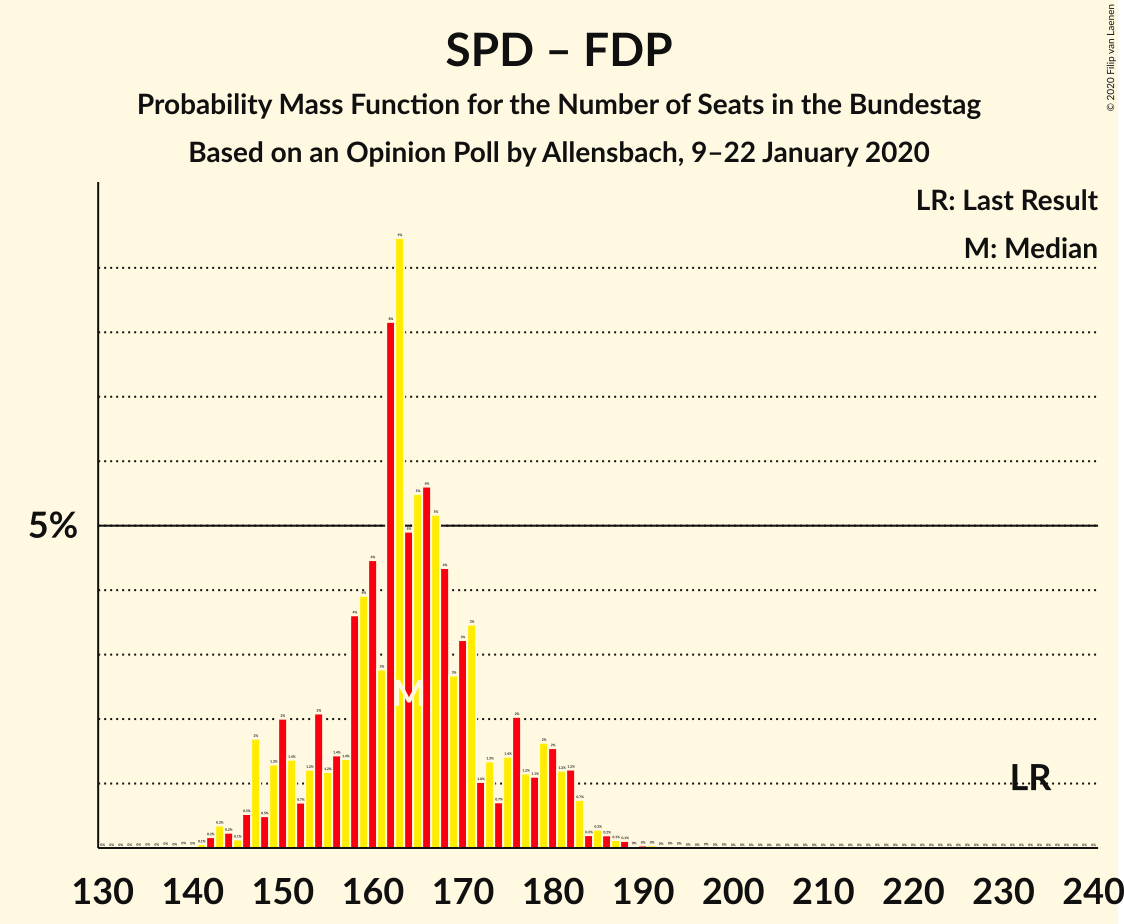 SPD – FDP
Probability Mass Function for the Number of Seats in the Bundestag
Based on an Opinion Poll by Allensbach, 9–22 January 2020
© 2020 Filip van Laenen
LR: Last Result
M: Median
5%
M
LR
130 140 150 160 170 180 190 200 210 220 230 240